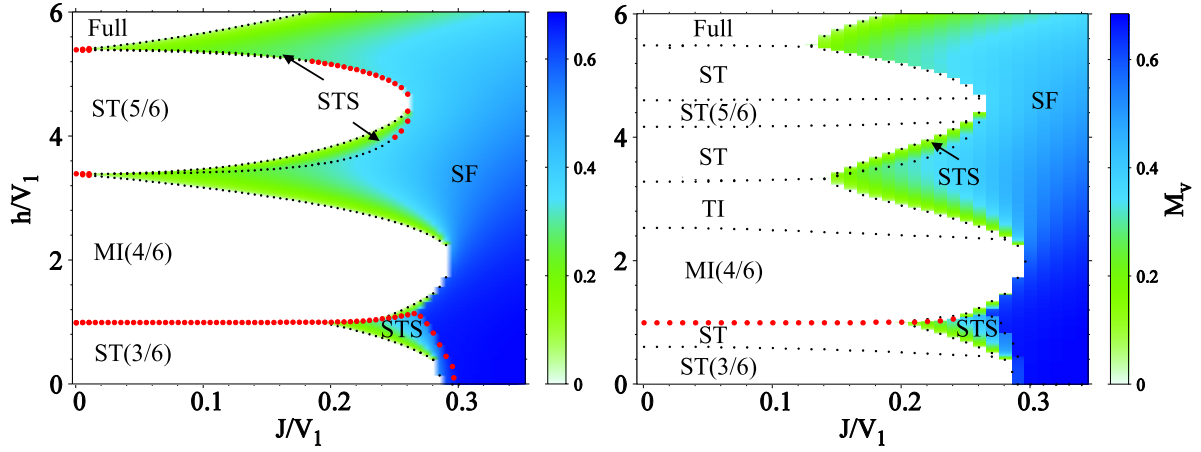 6
Full
STS
ST(5/6)
4
SF
h/V1
MI(4/6)
2
STS
ST(3/6)
0
0 0.1 0.2 0.3
J/V1
0.6
0.4
0.2
0
6
Full
ST
SF
ST(5/6)
4
ST
STS
TI
2
MI(4/6)
ST
STS
ST(3/6)
0
0 0.1 0.2 0.3
J/V1
0.6
0.4
Mv
0.2
0